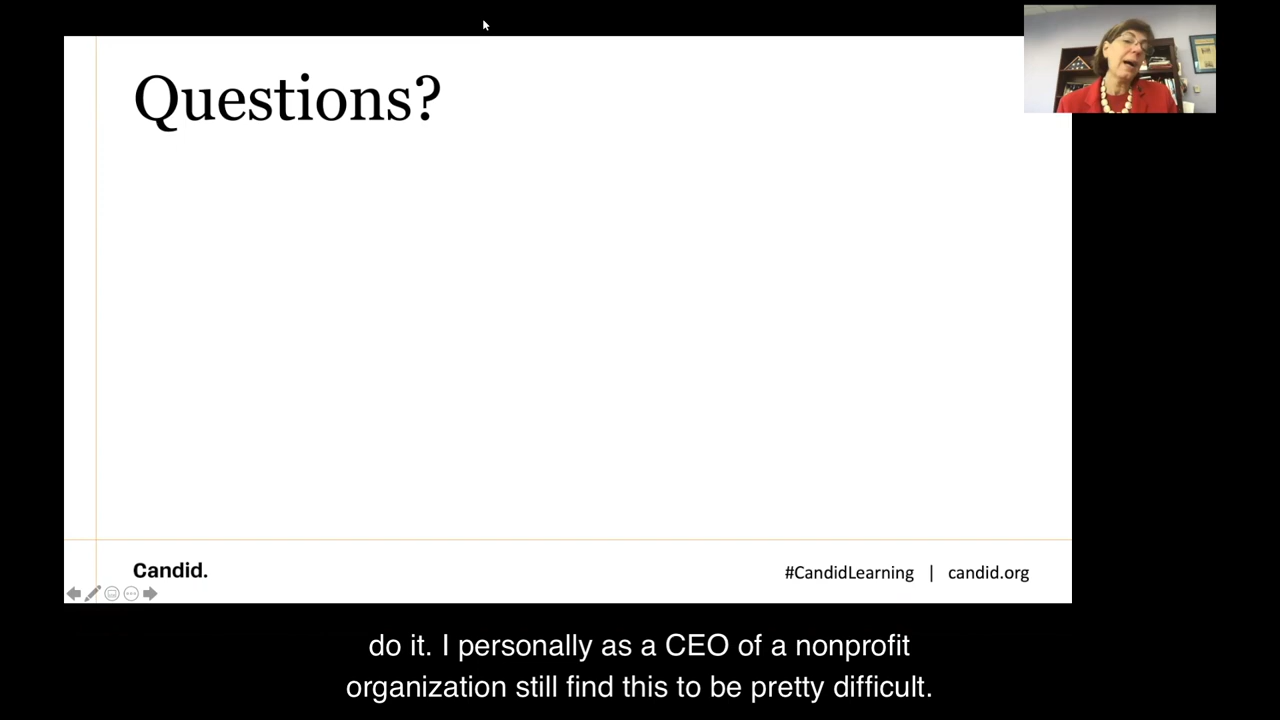 Questions?
Candid.
#CandidLearning | candid.org
do it. I personally as a CEO of a nonprofit
organization still find this to be pretty difficult.